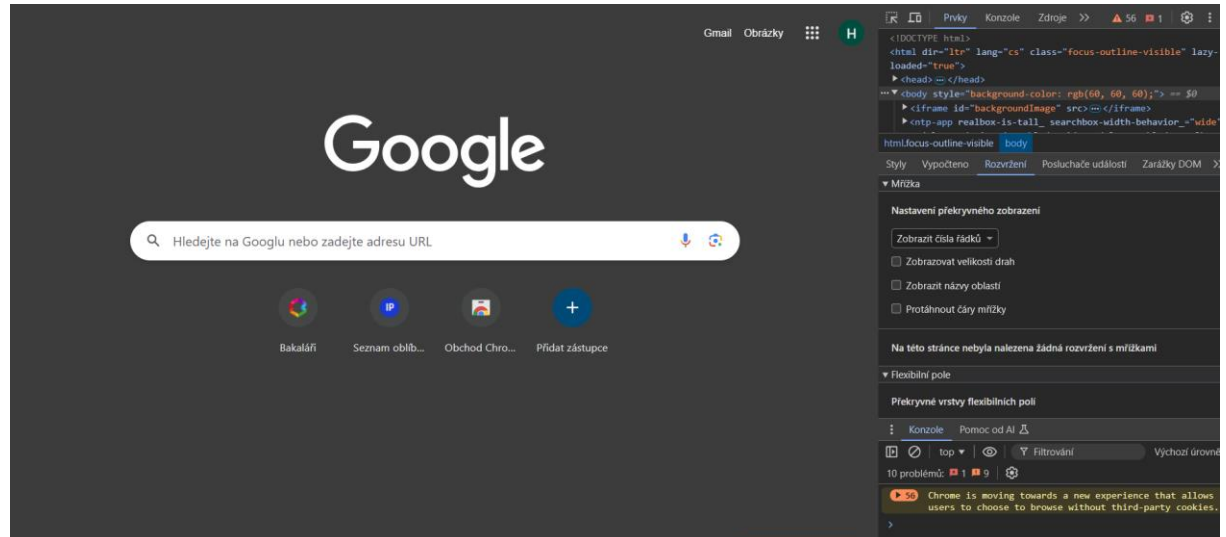 Gmail Obrázky H
Google
Hledejte na Googlu nebo zadejte adresu URL
IP
Bakaláři Seznam oblíb... Obchod Chro... Přidat zástupce
Prvky Konzole Zdroje 56 1
<!DOCTYPE html>
<html dir="ltr" lang="cs" class="focus-outline-visible" lazy-
loaded="true">
<head> … </head>
… <body style="background-color: rgb(60, 60, 60);"> == $0
<iframe id="backgroundImage" src> … </iframe>
<ntp-app realbox-is-tall_ searchbox-width-behavior_="wide"
html.focus-outline-visible body
Styly Vypočteno Rozvržení Posluchače událostí Zarážky DOM
Mřížka
Nastavení překryvného zobrazení
Zobrazit čísla řádků
Zobrazovat velikosti drah
Zobrazit názvy oblastí
Protáhnout čáry mřížky
Na této stránce nebyla nalezena žádná rozvržení s mřížkami
Flexibilní pole
Překryvné vrstvy flexibilních polí
Konzole Pomoc od AI
top Filtrování Výchozí úrovně
10 problémů: 1 9
56 Chrome is moving towards a new experience that allows
users to choose to browse without third-party cookies.